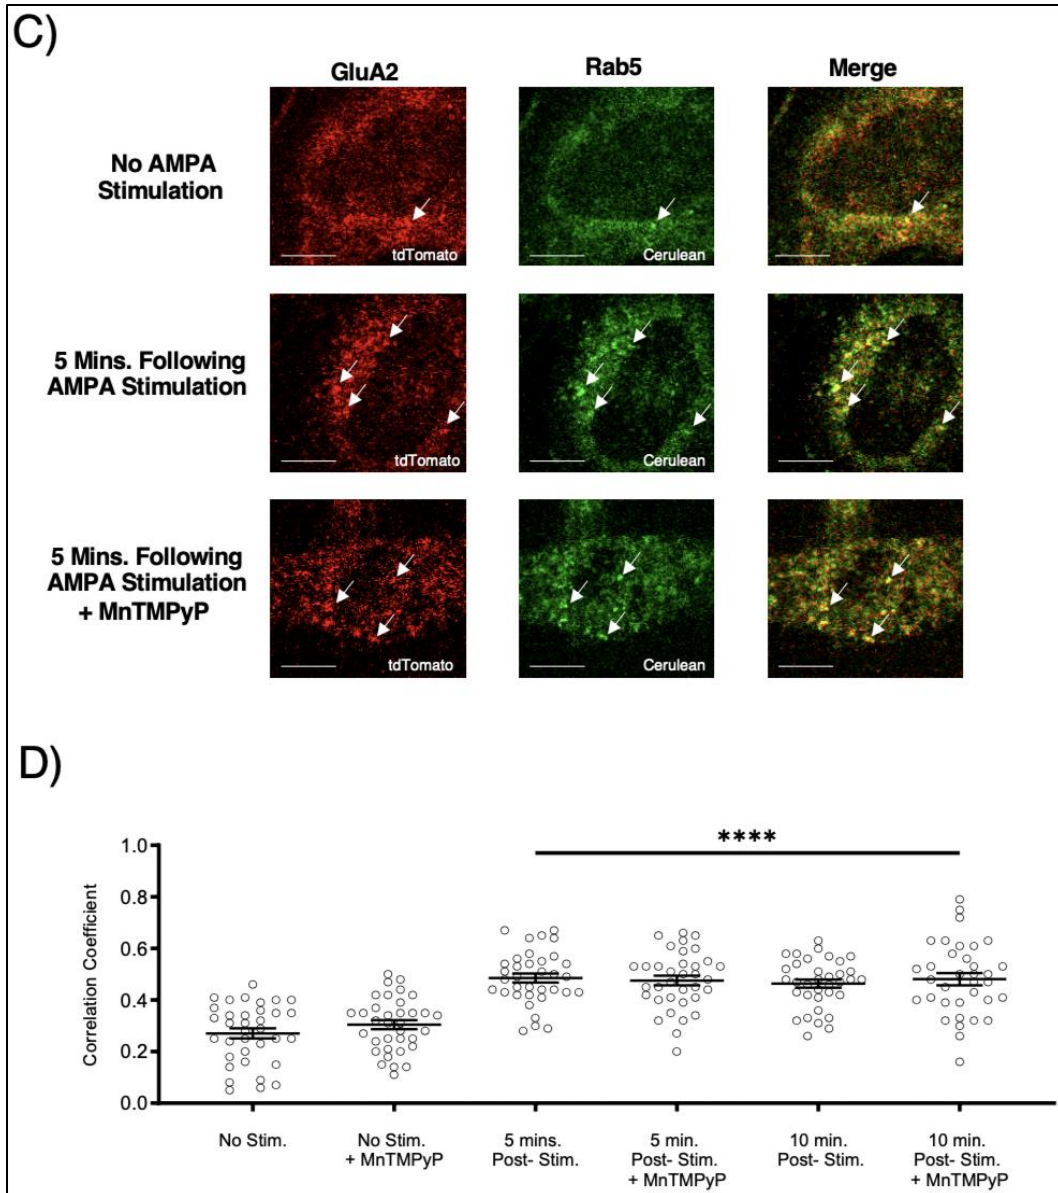 C)
GluA2
Rab5
Merge
No AMPA
Stimulation
tdTomato
Cerulean
5 Mins. Following
AMPA Stimulation
tdTomato
Cerulean
5 Mins. Following
AMPA Stimulation
+ MnTMPyP
tdTomato
Cerulean
D)
****
Correlation Coefficient
1.0
0.8
0.6
0.4
0.2
0.0
No Stim.
No Stim.
+ MnTMPyP
5 mins.
Post- Stim.
5 min.
Post- Stim.
+ MnTMPyP
10 min.
Post- Stim.
10 min.
Post- Stim.
+ MnTMPyP